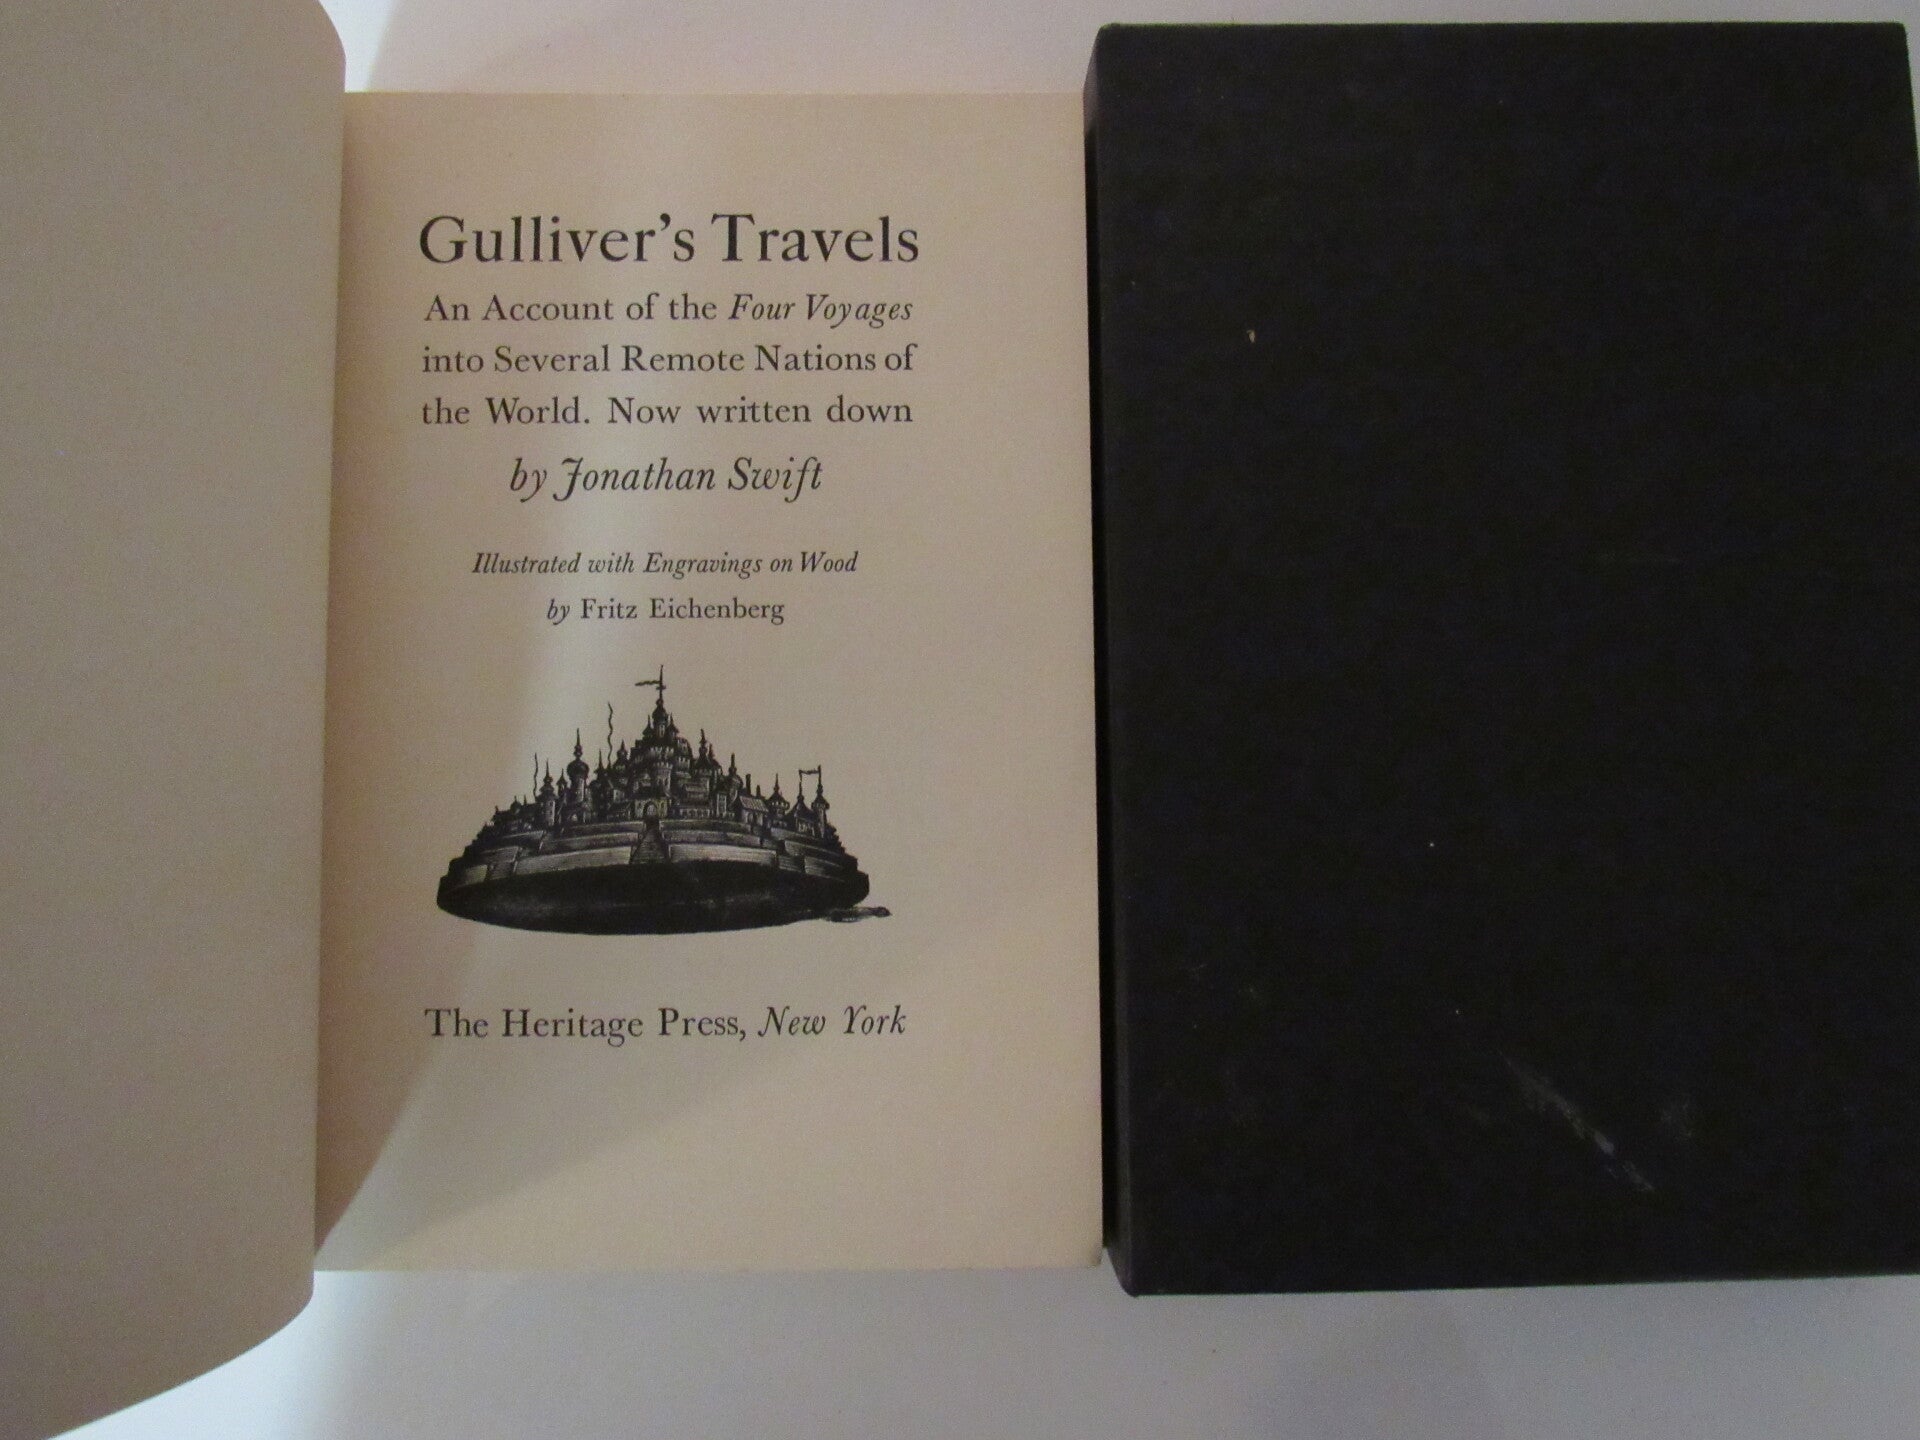 Gulliver's Travels
An Account of the Four Voyages
into Several Remote Nations of
the World. Now written down
by Jonathan Swift
Illustrated with Engravings on Wood
by Fritz Eichenberg
The Heritage Press, New York